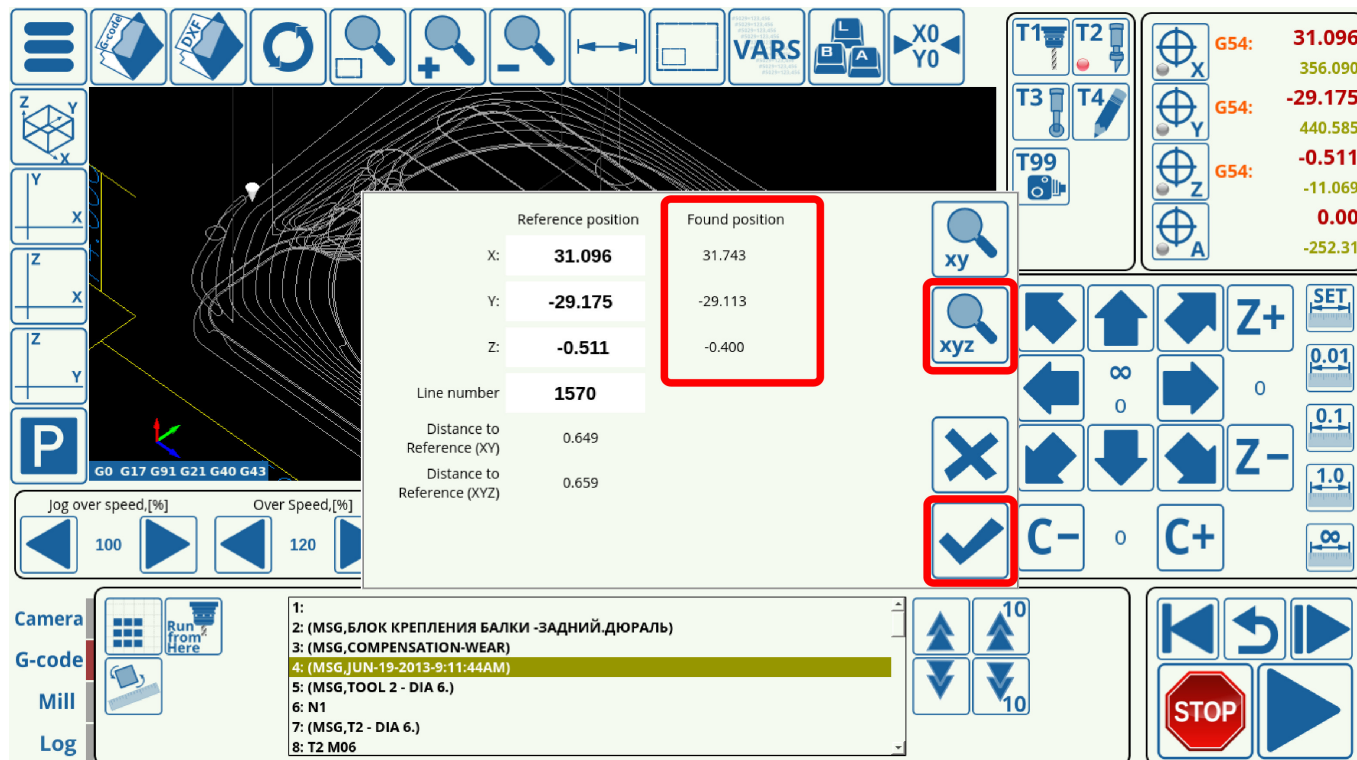 G-code
DXF
VARS
L
B
A
X0
Y0
T1
T2
T3
T4
T99
X
G54:
31.096
356.090
Y
G54:
-29.175
440.585
Z
G54:
-0.511
-11.069
A
0.00
-252.31
Z
Y
X
Y
X
Z
X
Z
Y
P
G0 G17 G91 G21 G40 G43
Reference position
Found position
X:
31.096
31.743
Y:
-29.175
-29.113
Z:
-0.511
-0.400
Line number
1570
Distance to
Reference (XY)
0.649
Distance to
Reference (XYZ)
0.659
xy
xyz
Z+
∞
0
0
Z-
C-
0
C+
SET
0.01
0.1
1.0
∞
Jog over speed,[%]
100
Over Speed,[%]
120
Camera
G-code
Mill
Log
Run
from
Here
1:
2: (MSG,БЛОК КРЕПЛЕНИЯ БАЛКИ -ЗАДНИЙ.ДЮРАЛЬ)
3: (MSG,COMPENSATION-WEAR)
4: (MSG,JUN-19-2013-9:11:44AM)
5: (MSG,TOOL 2 - DIA 6.)
6: N1
7: (MSG,T2 - DIA 6.)
8: T2 M06
10
10
STOP